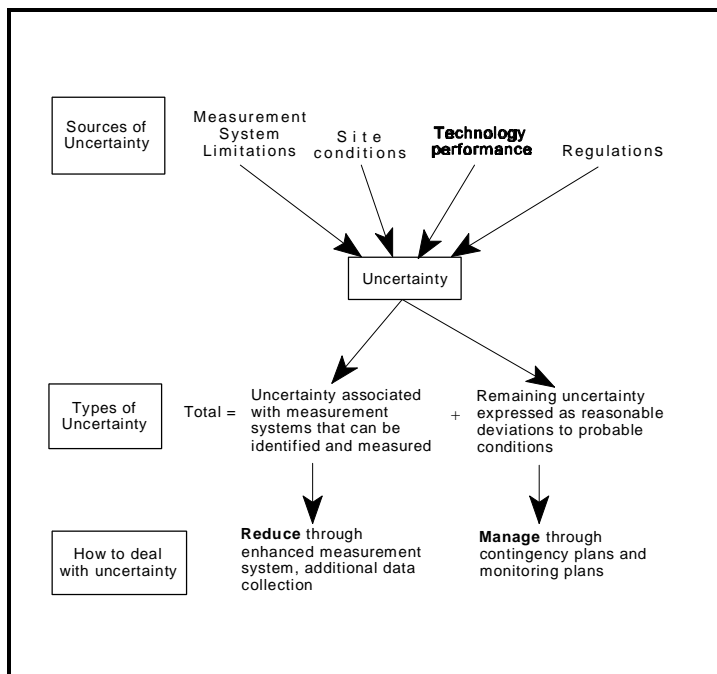 Sources of
Uncertainty
Measurement
System
Limitations
Site
conditions
Technology
performance
Regulations
Uncertainty
Types of
Uncertainty
Total =
Uncertainty associated
with measurement
systems that can be
identified and measured
+
Remaining uncertainty
expressed as reasonable
deviations to probable
conditions
How to deal
with uncertainty
Reduce through
enhanced measurement
system, additional data
collection
Manage through
contingency plans and
monitoring plans